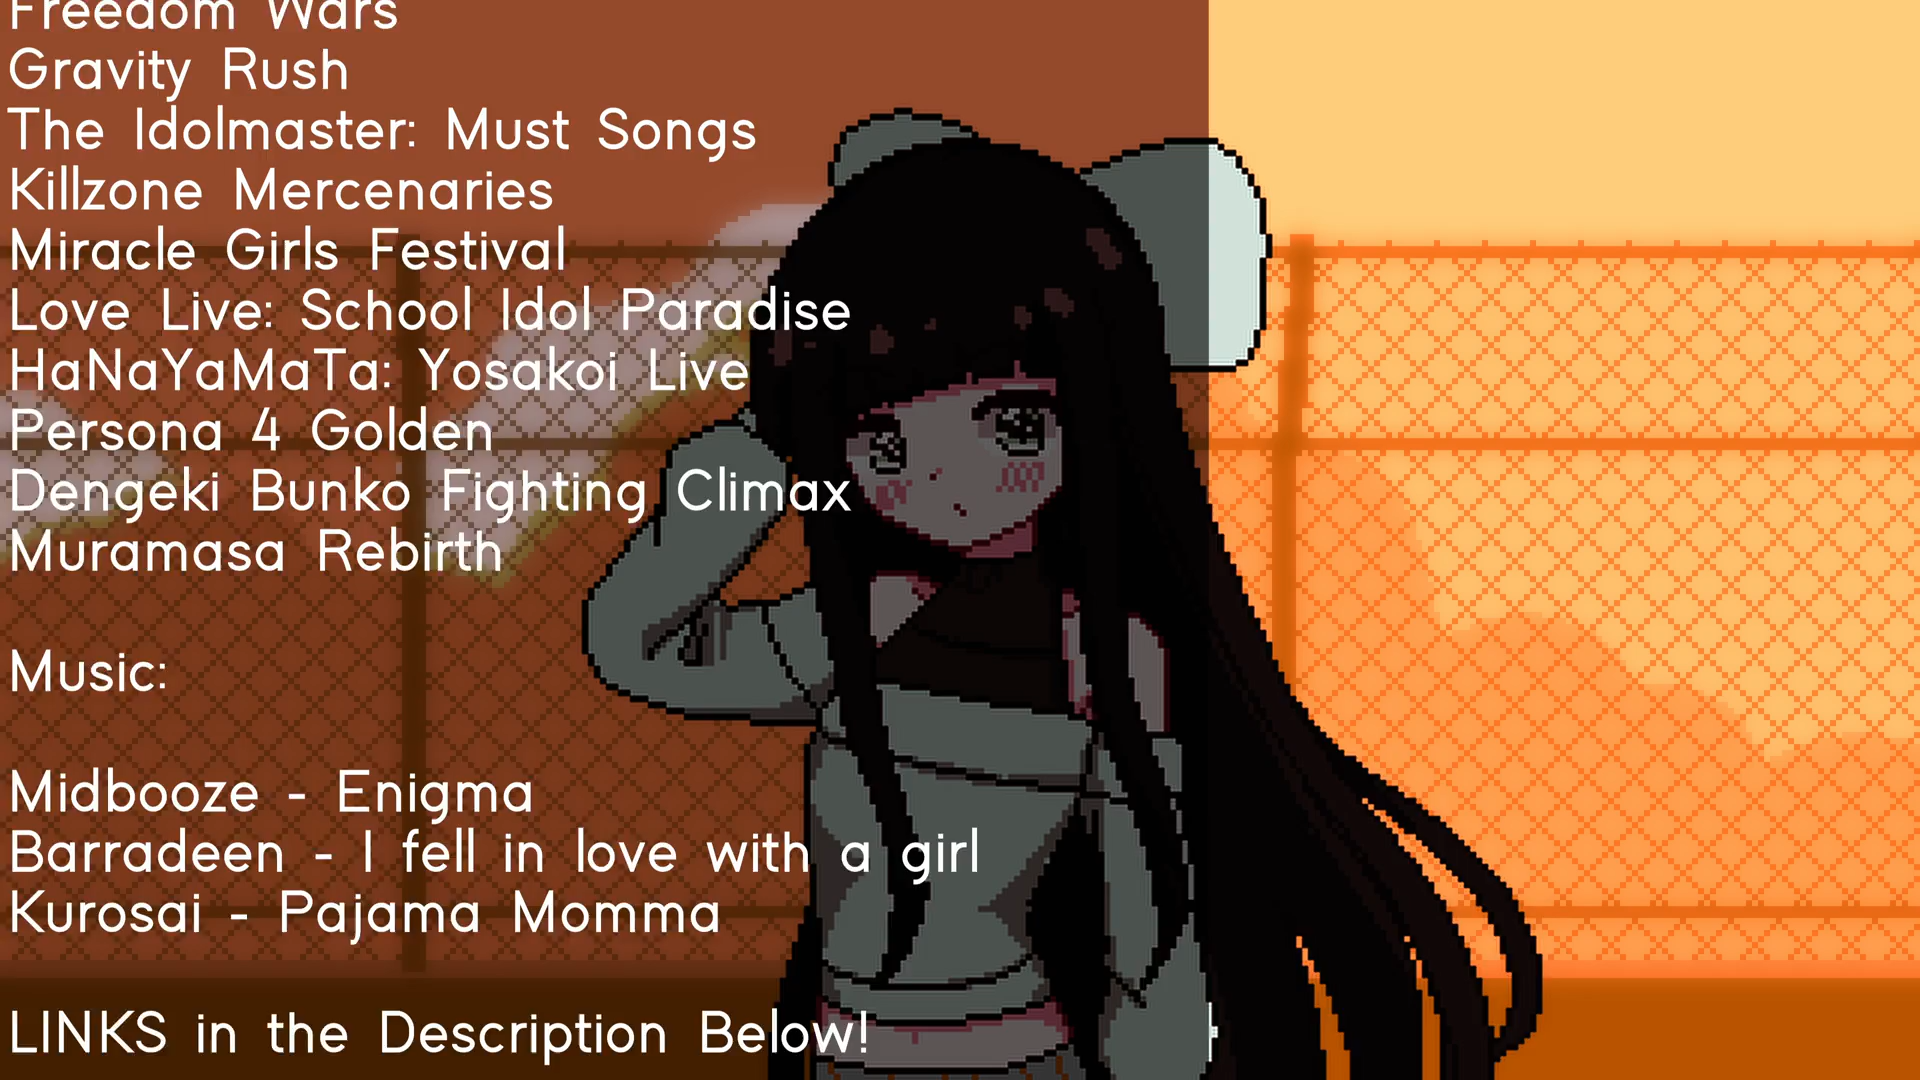 Freedom Wars
Gravity Rush
The Idolmaster: Must Songs
Killzone Mercenaries
Miracle Girls Festival
Love Live: School Idol Paradise
HaNaYaMaTa: Yosakoi Live
Persona 4 Golden
Dengeki Bunko Fighting Climax
Muramasa Rebirth
Music:
Midbooze - Enigma
Barradeen - I fell in love with a girl
Kurosai - Pajama Momma
LINKS in the Description Below!